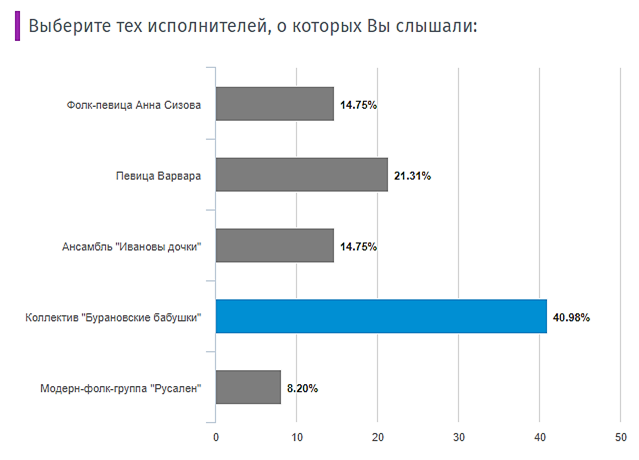 Выберите тех исполнителей, о которых Вы слышали:
Фолк-певица Анна Сизова
14.75%
Певица Варвара
21.31%
Ансамбль "Ивановы дочки"
14.75%
Коллектив "Бурановские бабушки"
40.98%
Модерн-фолк-группа "Русален"
8.20%
0 10 20 30 40 50